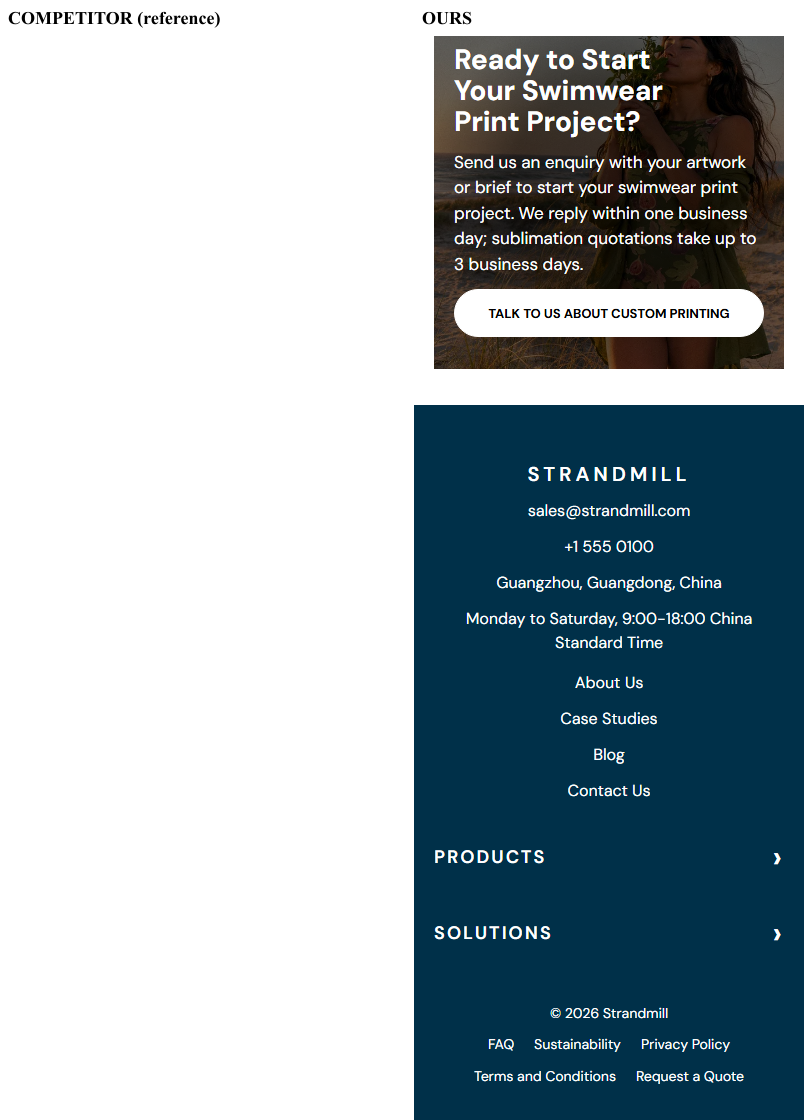 COMPETITOR (reference)
OURS
Ready to Start
Your Swimwear
Print Project?
Send us an enquiry with your artwork
or brief to start your swimwear print
project. We reply within one business
day; sublimation quotations take up to
3 business days.
TALK TO US ABOUT CUSTOM PRINTING
STRANDMILL
sales@strandmill.com
+1 555 0100
Guangzhou, Guangdong, China
Monday to Saturday, 9:00-18:00 China
Standard Time
About Us
Case Studies
Blog
Contact Us
PRODUCTS
SOLUTIONS
© 2026 Strandmill
FAQ Sustainability Privacy Policy
Terms and Conditions Request a Quote